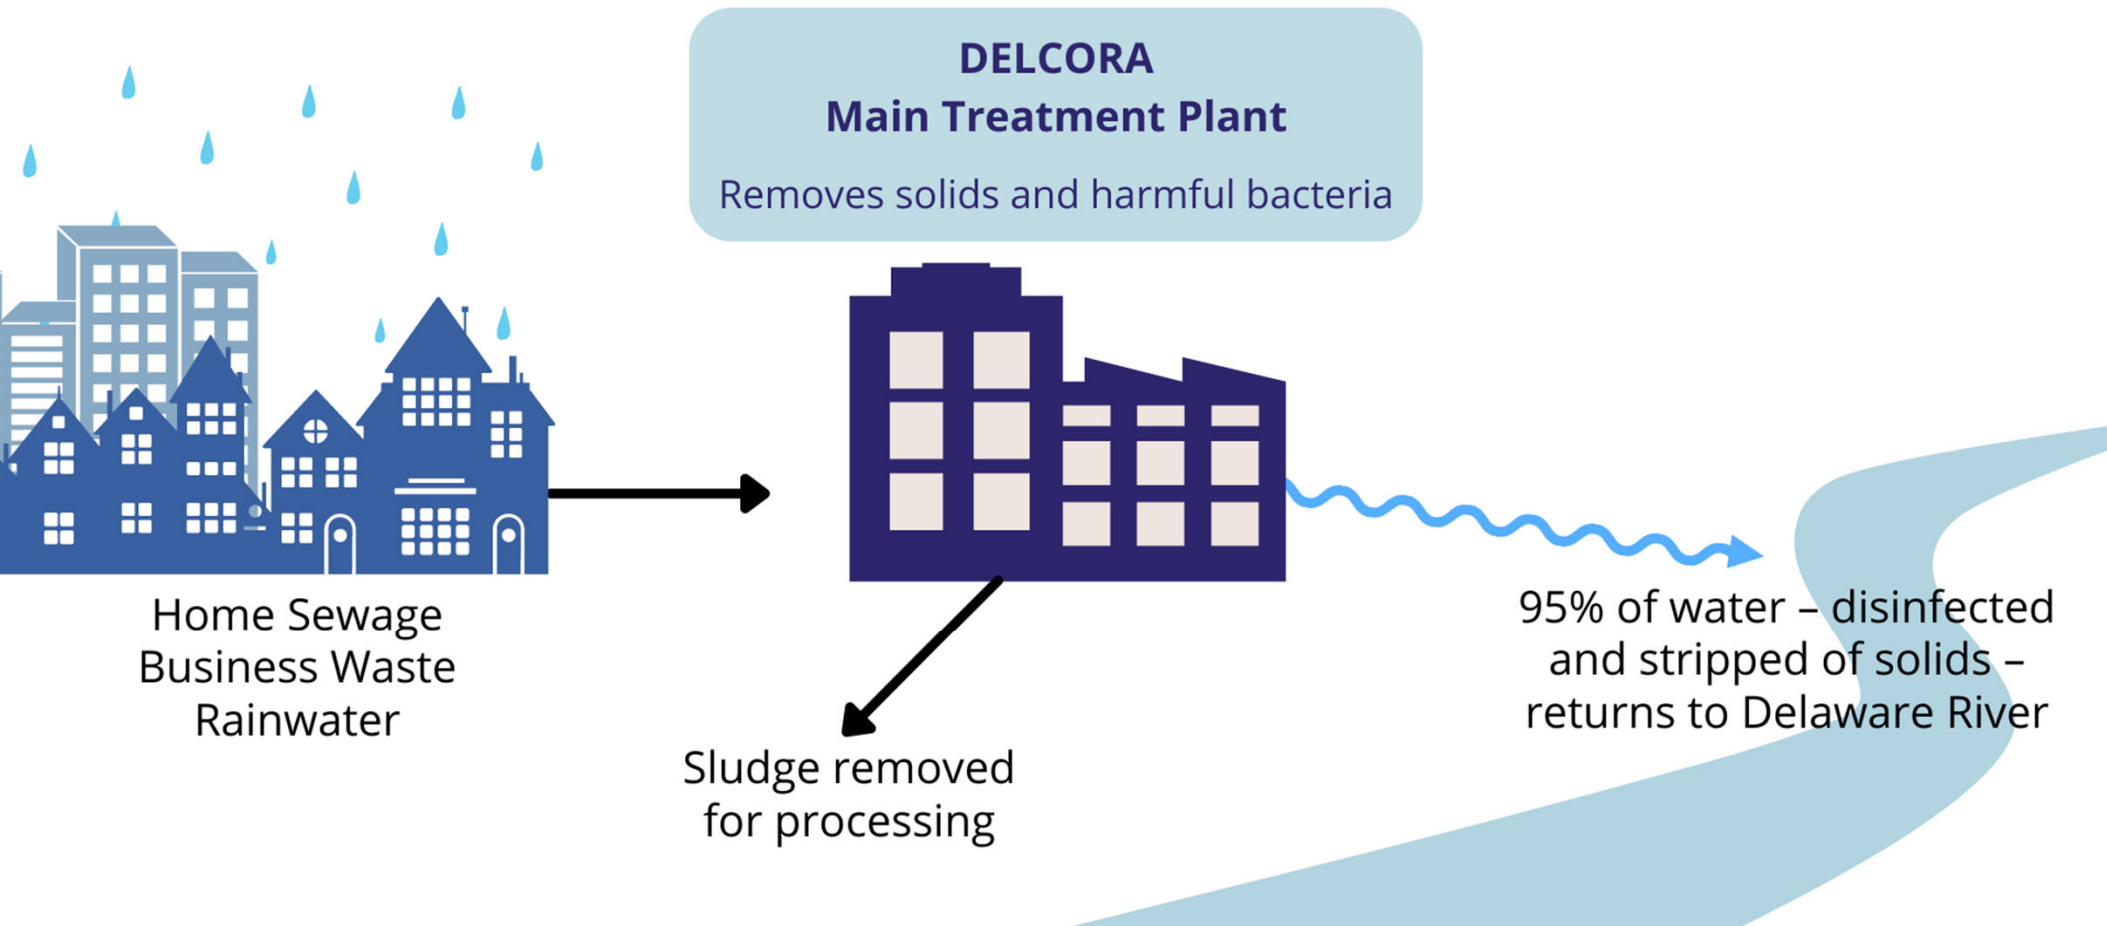 DELCORA
Main Treatment Plant
Removes solids and harmful bacteria
Home Sewage
Business Waste
Rainwater
Sludge removed
for processing
95% of water – disinfected
and stripped of solids –
returns to Delaware River